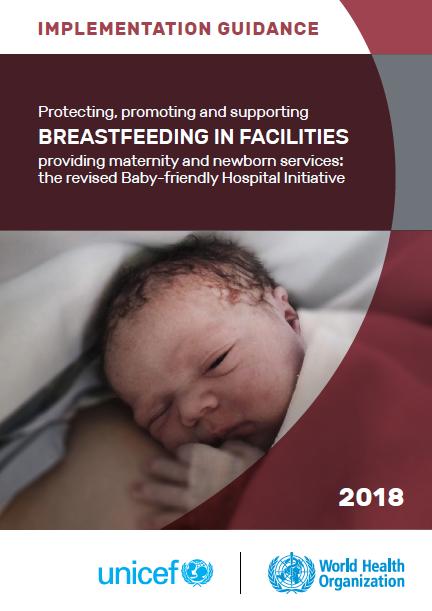 IMPLEMENTATION GUIDANCE
Protecting, promoting and supporting
BREASTFEEDING IN FACILITIES
providing maternity and newborn services:
the revised Baby-friendly Hospital Initiative
2018
unicef
World Health
Organization